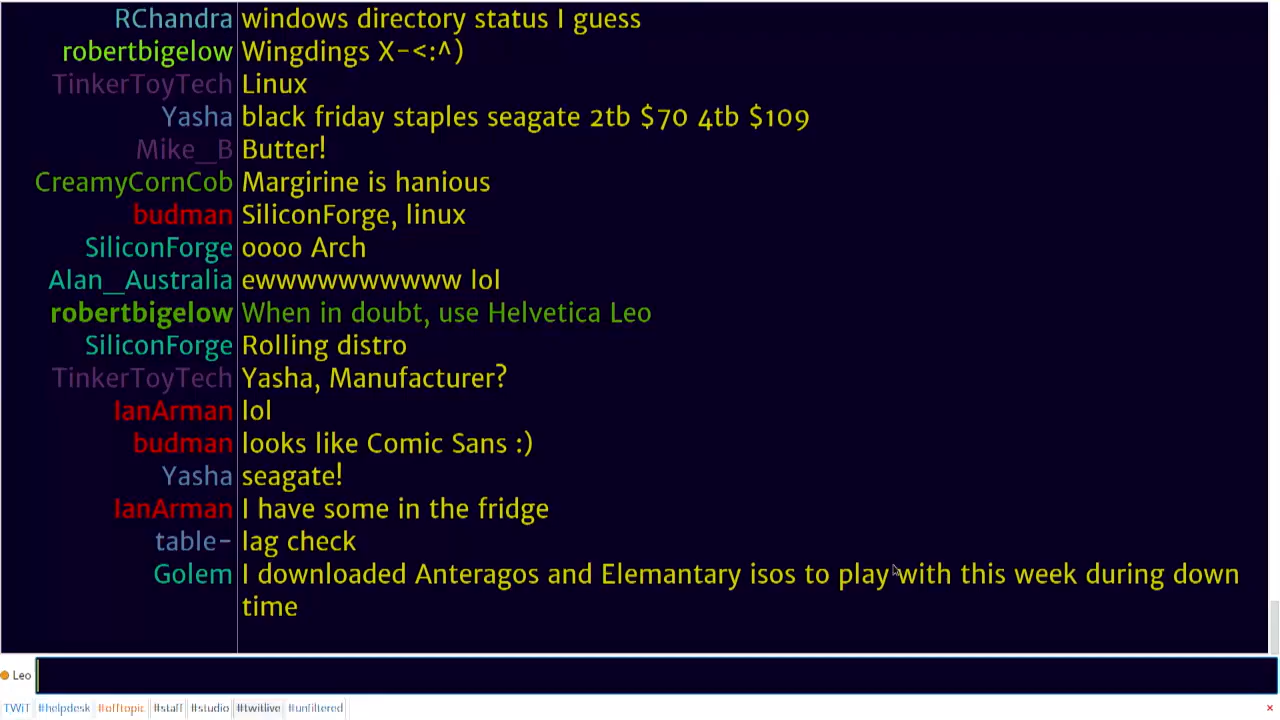 RChandra windows directory status I guess
robertbigelow Wingdings X-<:^)
TinkerToyTech Linux
Yasha black friday staples seagate 2tb $70 4tb $109
Mike_B Butter!
CreamyCornCob Margirine is hanious
budman SiliconForge, linux
SiliconForge oooo Arch
Alan_Australia ewwwwwwwwww lol
robertbigelow When in doubt, use Helvetica Leo
SiliconForge Rolling distro
TinkerToyTech Yasha, Manufacturer?
IanArman lol
budman looks like Comic Sans :)
Yasha seagate!
IanArman I have some in the fridge
table- lag check
Golem I downloaded Anteragos and Elemantary isos to play with this week during down
time
Leo
TWiT #helpdesk #offtopic #staff #studio #twitlive #unfiltered